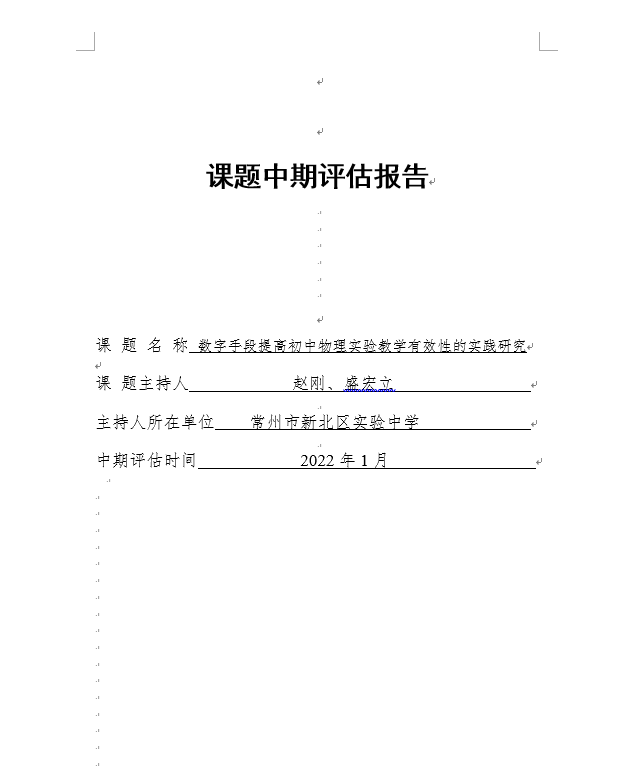 课题中期评估报告
课 题 名 称 数字手段提高初中物理实验教学有效性的实践研究
课 题主持人 赵刚、盛宏立
主持人所在单位 常州市新北区实验中学
中期评估时间 2022 年 1 月